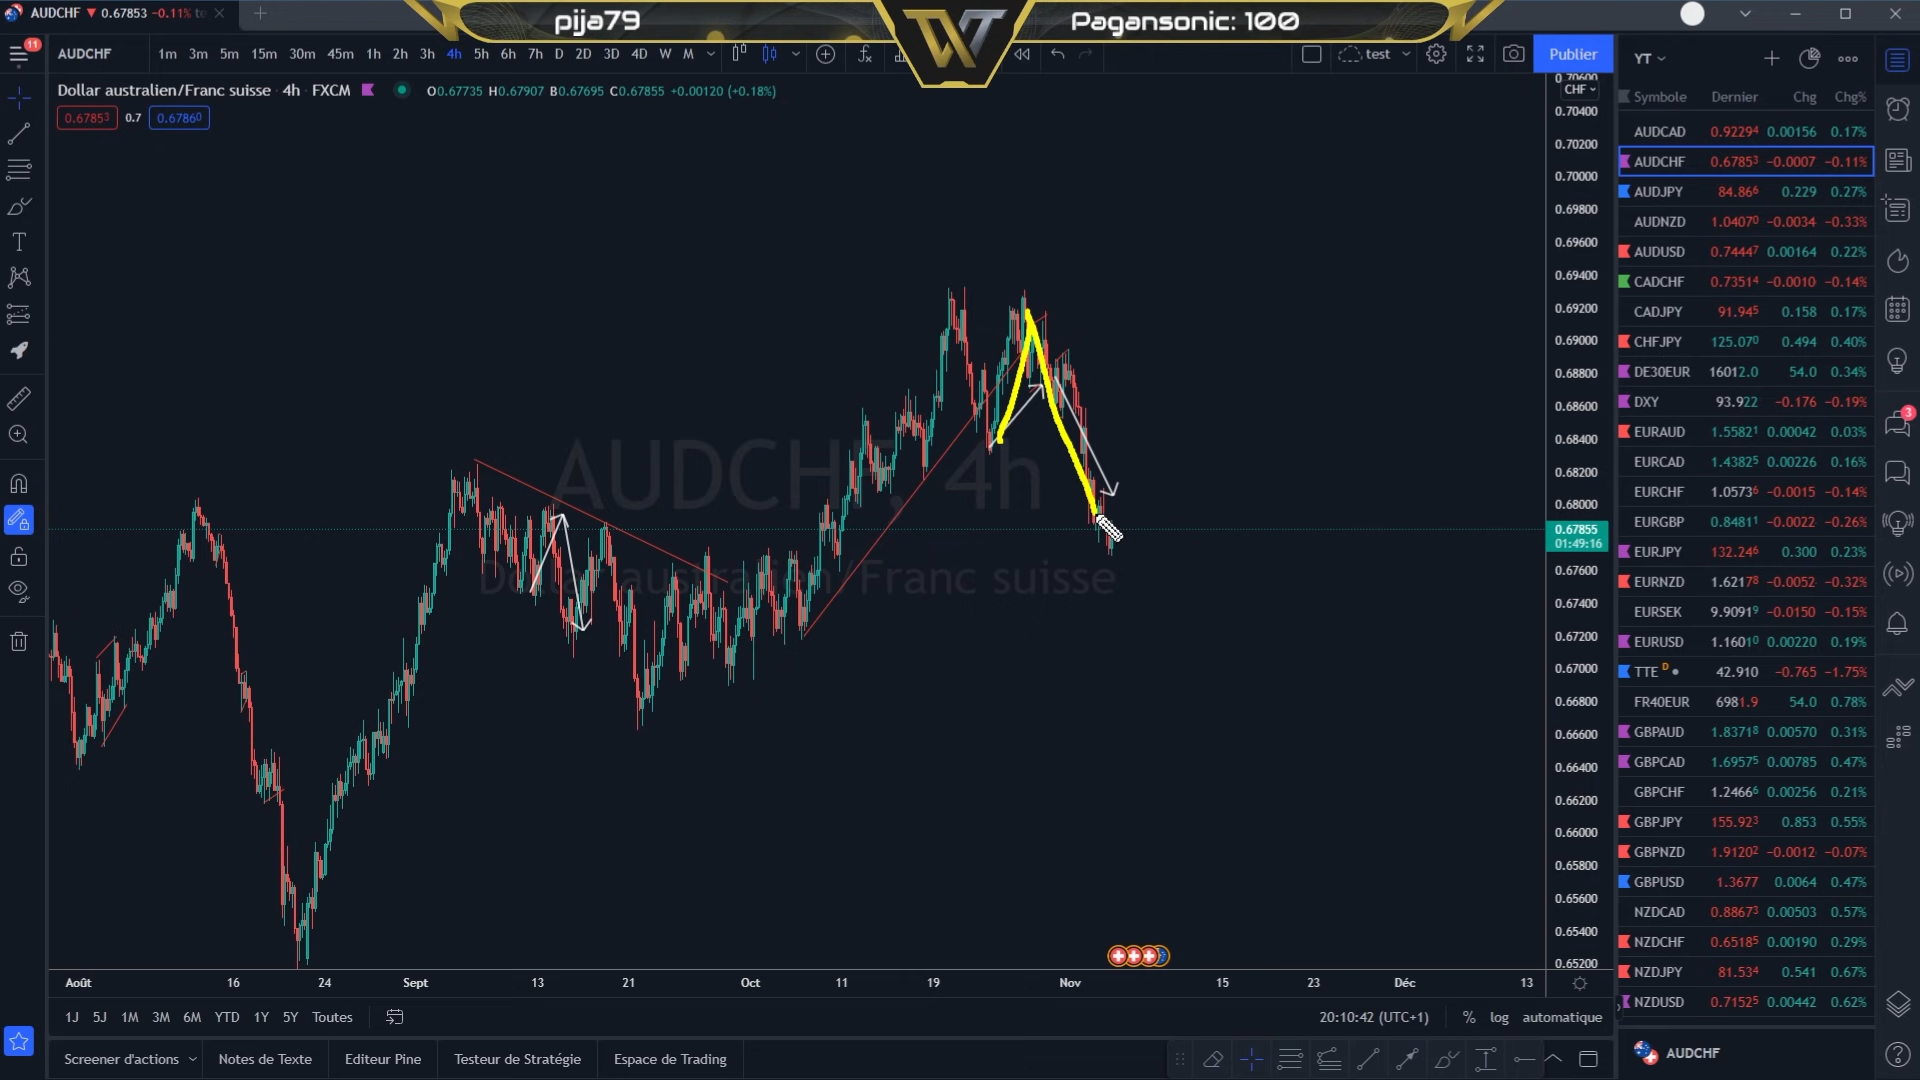 AUDCHF ▼ 0.67853 −0.11%
pija79
Pagansonic: 100
11
AUDCHF 1m 3m 5m 15m 30m 45m 1h 2h 3h 4h 5h 6h 7h D 2D 3D 4D W M test Publier
YT
Dollar australien/Franc suisse · 4h · FXCM O0.67735 H0.67907 B0.67695 C0.67855 +0.00120 (+0.18%)
0.67853 0.7 0.67860
CHF
0.70600
0.70400
0.70200
0.70000
0.69800
0.69600
0.69400
0.69200
0.69000
0.68800
0.68600
0.68400
0.68200
0.68000
0.67855
01:49:16
0.67600
0.67400
0.67200
0.67000
0.66800
0.66600
0.66400
0.66200
0.66000
0.65800
0.65600
0.65400
0.65200
AUDCHF, 4h
Dollar australien/Franc suisse
Symbole Dernier Chg Chg%
AUDCAD 0.92294 0.00156 0.17%
AUDCHF 0.67853 −0.0007 −0.11%
AUDJPY 84.866 0.229 0.27%
AUDNZD 1.04070 −0.0034 −0.33%
AUDUSD 0.74447 0.00164 0.22%
CADCHF 0.73514 −0.0010 −0.14%
CADJPY 91.945 0.158 0.17%
CHFJPY 125.070 0.494 0.40%
DE30EUR 16012.0 54.0 0.34%
DXY 93.922 −0.176 −0.19%
EURAUD 1.55821 0.00042 0.03%
EURCAD 1.43825 0.00226 0.16%
EURCHF 1.05736 −0.0015 −0.14%
EURGBP 0.84811 −0.0022 −0.26%
EURJPY 132.246 0.300 0.23%
EURNZD 1.62178 −0.0052 −0.32%
EURSEK 9.90919 −0.0150 −0.15%
EURUSD 1.16010 0.00220 0.19%
TTE D 42.910 −0.765 −1.75%
FR40EUR 6981.9 54.0 0.78%
GBPAUD 1.83718 0.00570 0.31%
GBPCAD 1.69575 0.00785 0.47%
GBPCHF 1.24666 0.00256 0.21%
GBPJPY 155.923 0.853 0.55%
GBPNZD 1.91202 −0.0012 −0.07%
GBPUSD 1.3677 0.0064 0.47%
NZDCAD 0.88673 0.00503 0.57%
NZDCHF 0.65185 0.00190 0.29%
NZDJPY 81.534 0.541 0.67%
NZDUSD 0.71525 0.00442 0.62%
3
Août 16 24 Sept 13 21 Oct 11 19 Nov 15 23 Déc 13
1J 5J 1M 3M 6M YTD 1Y 5Y Toutes
20:10:42 (UTC+1) % log automatique
Screener d'actions Notes de Texte Editeur Pine Testeur de Stratégie Espace de Trading
AUDCHF